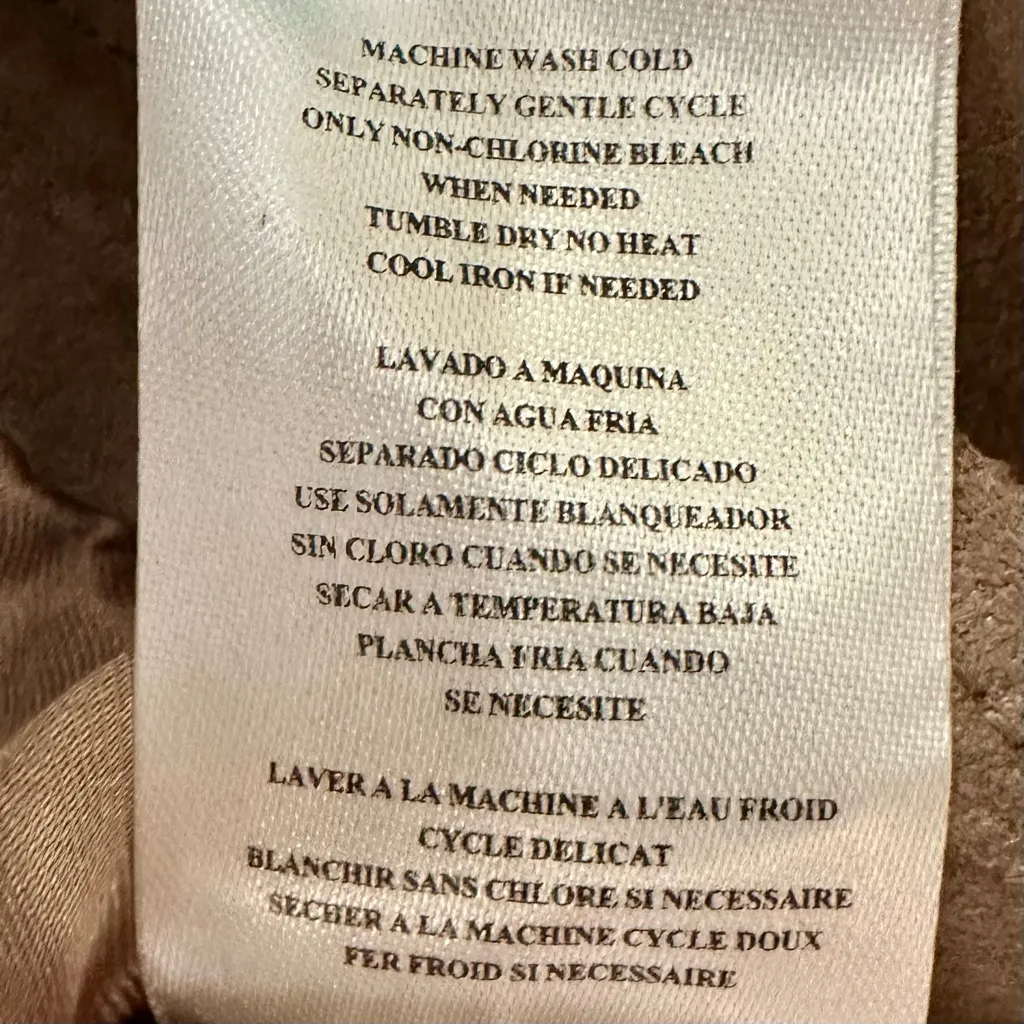 MACHINE WASH COLD
SEPARATELY GENTLE CYCLE
ONLY NON-CHLORINE BLEACH
WHEN NEEDED
TUMBLE DRY NO HEAT
COOL IRON IF NEEDED
LAVADO A MAQUINA
CON AGUA FRIA
SEPARADO CICLO DELICADO
USE SOLAMENTE BLANQUEADOR
SIN CLORO CUANDO SE NECESITE
SECAR A TEMPERATURA BAJA
PLANCHA FRIA CUANDO
SE NECESITE
LAVER A LA MACHINE A L'EAU FROID
CYCLE DELICAT
BLANCHIR SANS CHLORE SI NECESSAIRE
SECHER A LA MACHINE CYCLE DOUX
FER FROID SI NECESSAIRE